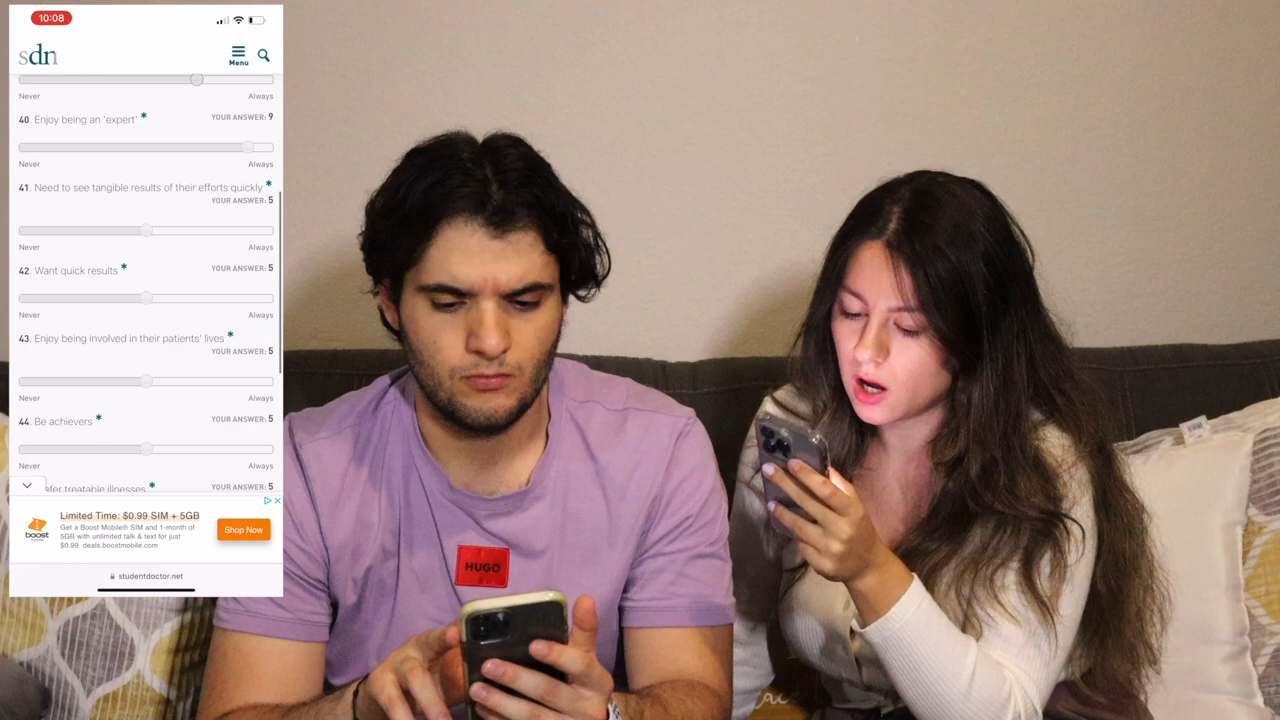 10:08
sdn
Menu
Never Always
40. Enjoy being an 'expert' * YOUR ANSWER: 9
Never Always
41. Need to see tangible results of their efforts quickly *
YOUR ANSWER: 5
Never Always
42. Want quick results * YOUR ANSWER: 5
Never Always
43. Enjoy being involved in their patients' lives *
YOUR ANSWER: 5
Never Always
44. Be achievers * YOUR ANSWER: 5
Never Always
treatable illnesses * YOUR ANSWER: 5
Limited Time: $0.99 SIM + 5GB
Get a Boost Mobile® SIM and 1-month of
5GB with unlimited talk & text for just
$0.99. deals.boostmobile.com
boost
mobile
Shop Now
studentdoctor.net
HUGO